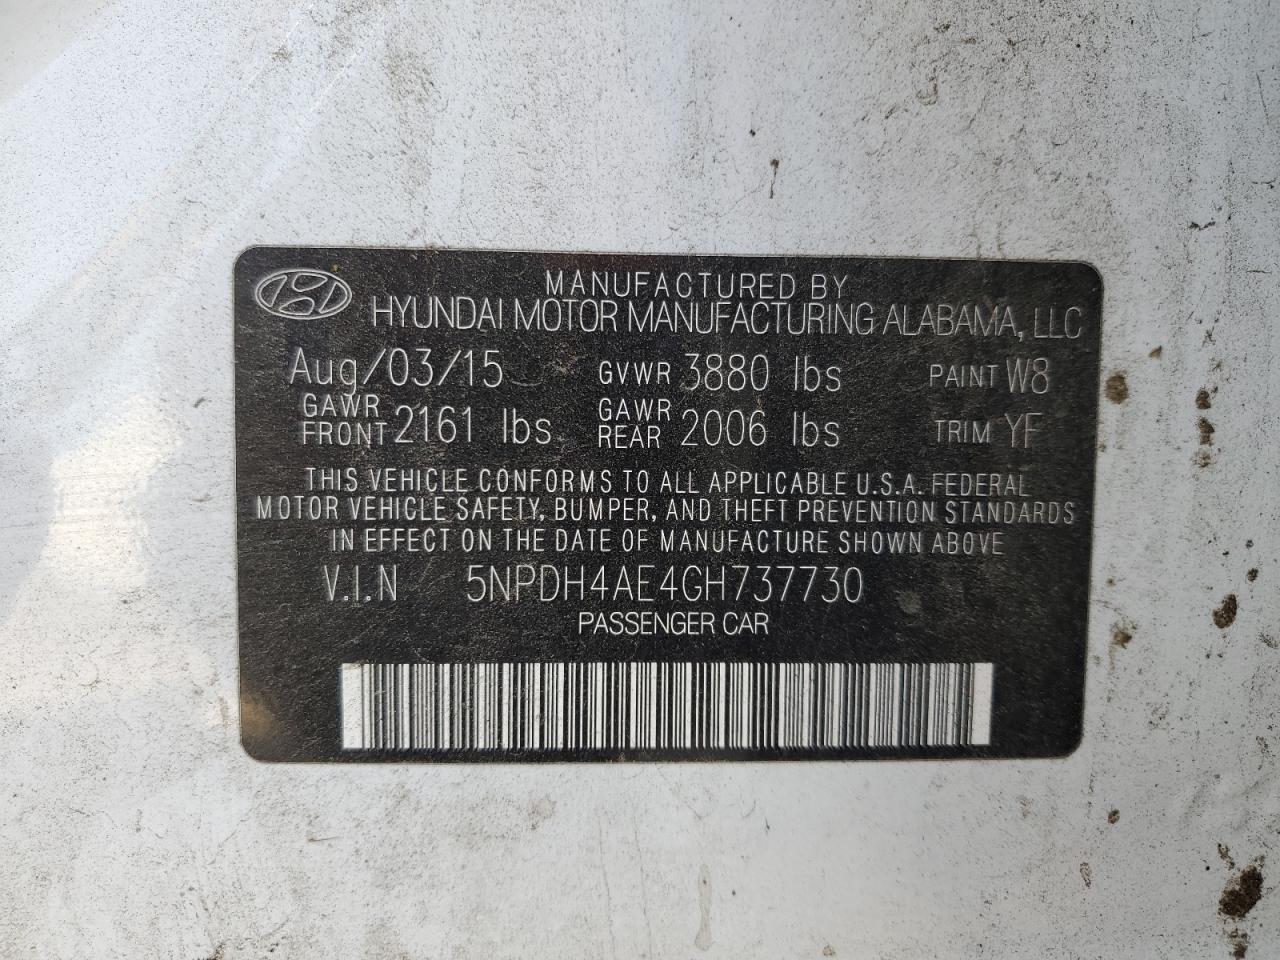 MANUFACTURED BY
HYUNDAI MOTOR MANUFACTURING ALABAMA, LLC
Aug/03/15 GVWR 3880 lbs PAINT W8
GAWR FRONT 2161 lbs GAWR REAR 2006 lbs TRIM YF
THIS VEHICLE CONFORMS TO ALL APPLICABLE U.S.A. FEDERAL
MOTOR VEHICLE SAFETY, BUMPER, AND THEFT PREVENTION STANDARDS
IN EFFECT ON THE DATE OF MANUFACTURE SHOWN ABOVE
V.I.N 5NPDH4AE4GH737730
PASSENGER CAR